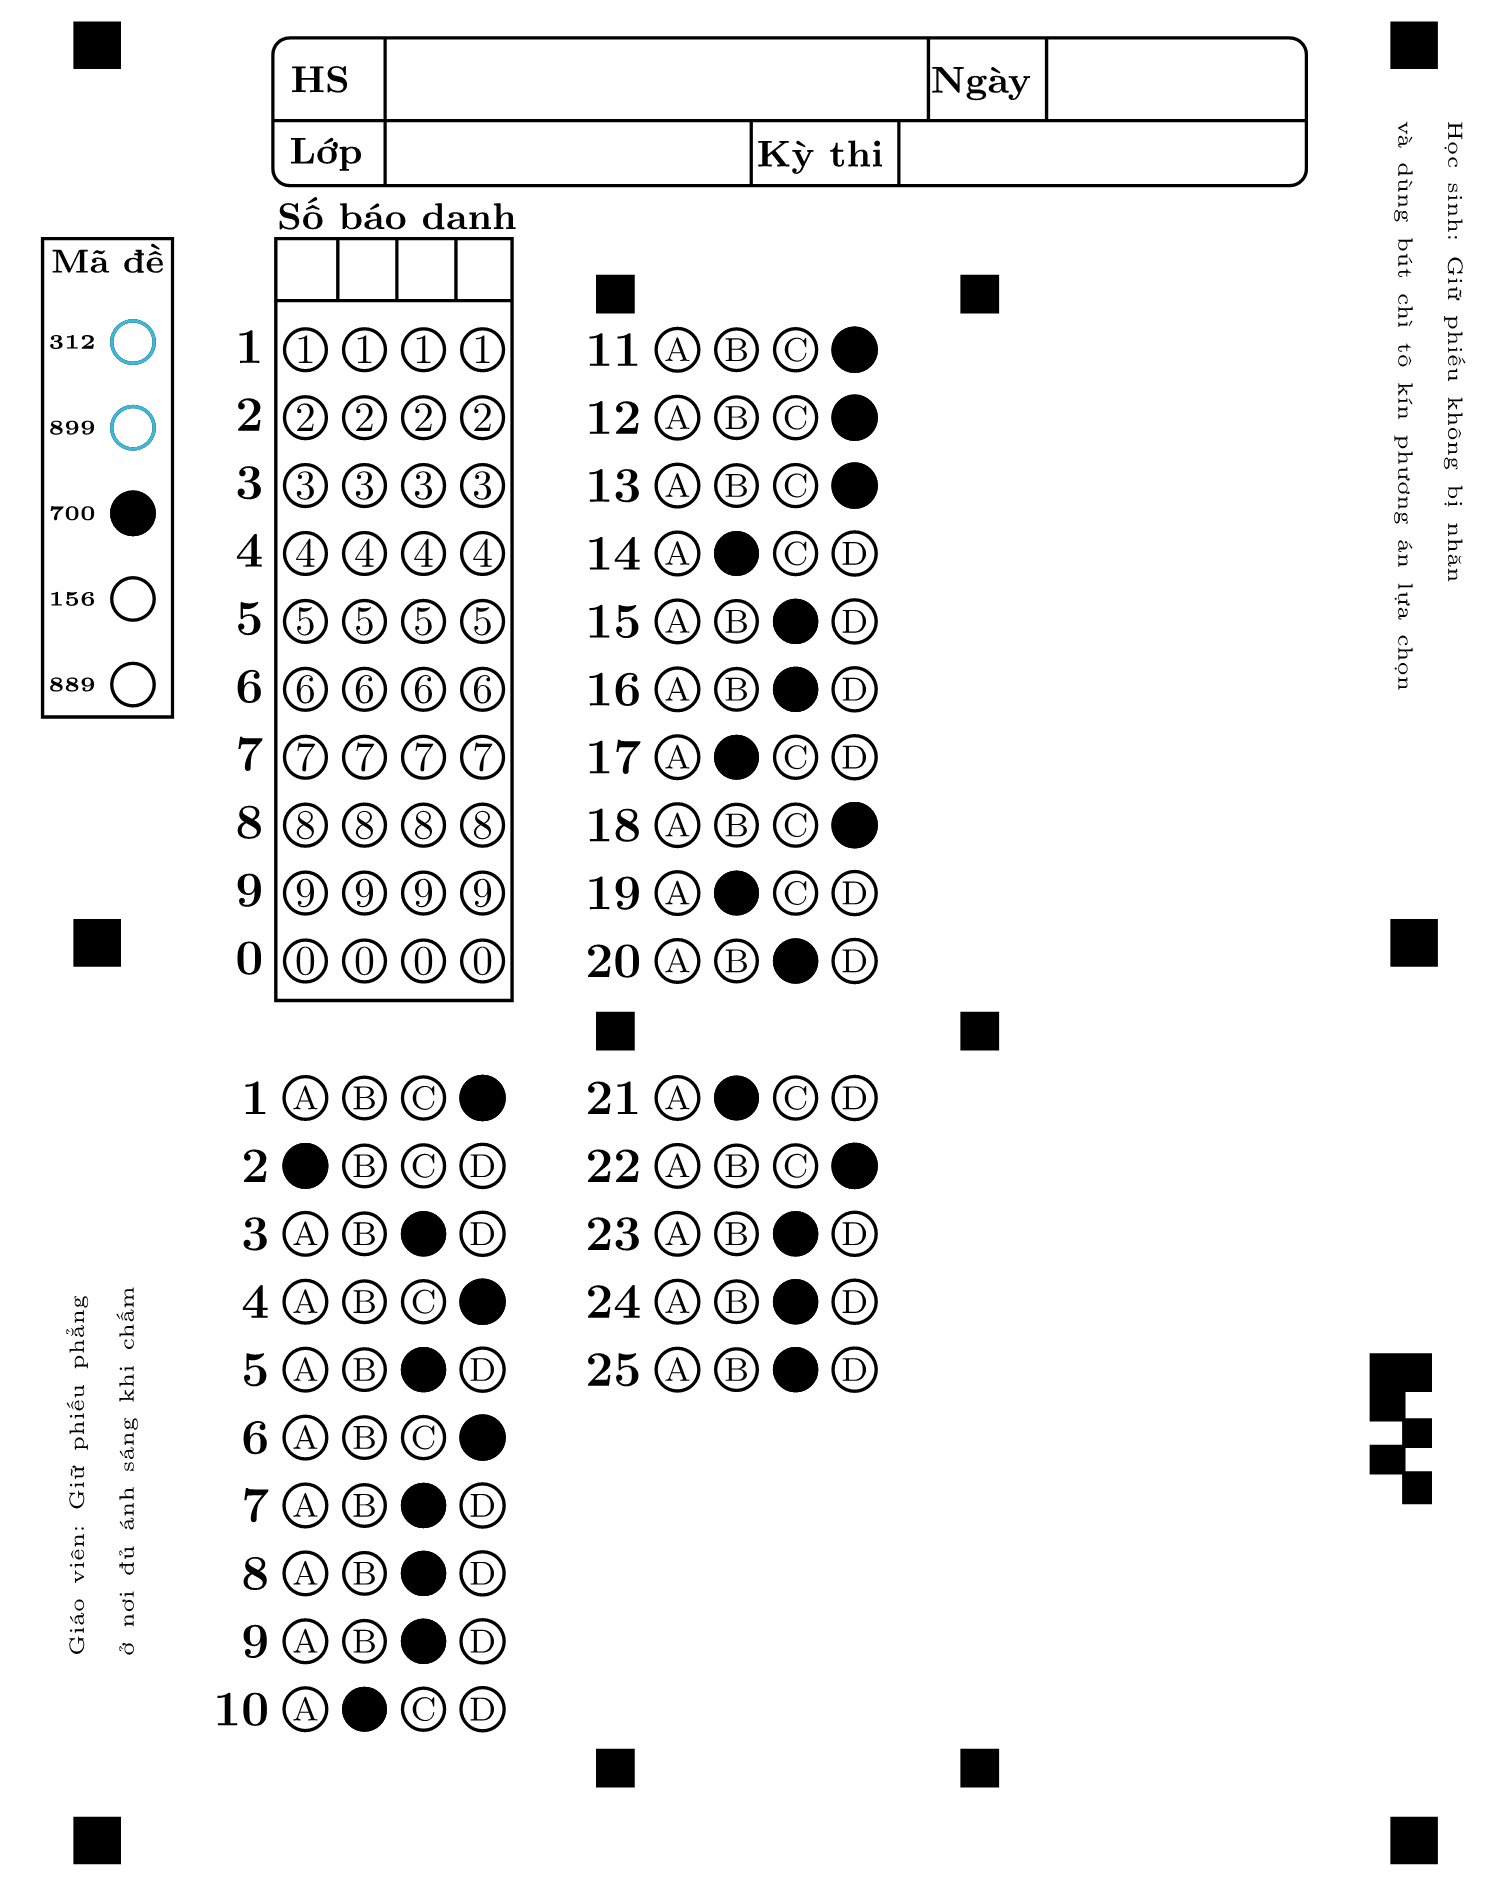 HS
Ngày
Lớp
Kỳ thi
Số báo danh
Mã đề
312
899
700
156
889
1 1 1 1 1
2 2 2 2 2
3 3 3 3 3
4 4 4 4 4
5 5 5 5 5
6 6 6 6 6
7 7 7 7 7
8 8 8 8 8
9 9 9 9 9
0 0 0 0 0
11 A B C
12 A B C
13 A B C
14 A C D
15 A B D
16 A B D
17 A C D
18 A B C
19 A C D
20 A B D
1 A B C
2 B C D
3 A B D
4 A B C
5 A B D
6 A B C
7 A B D
8 A B D
9 A B D
10 A C D
21 A C D
22 A B C
23 A B D
24 A B D
25 A B D
Học sinh: Giữ phiếu không bị nhăn
và dùng bút chì tô kín phương án lựa chọn
Giáo viên: Giữ phiếu phẳng
ở nơi đủ ánh sáng khi chấm